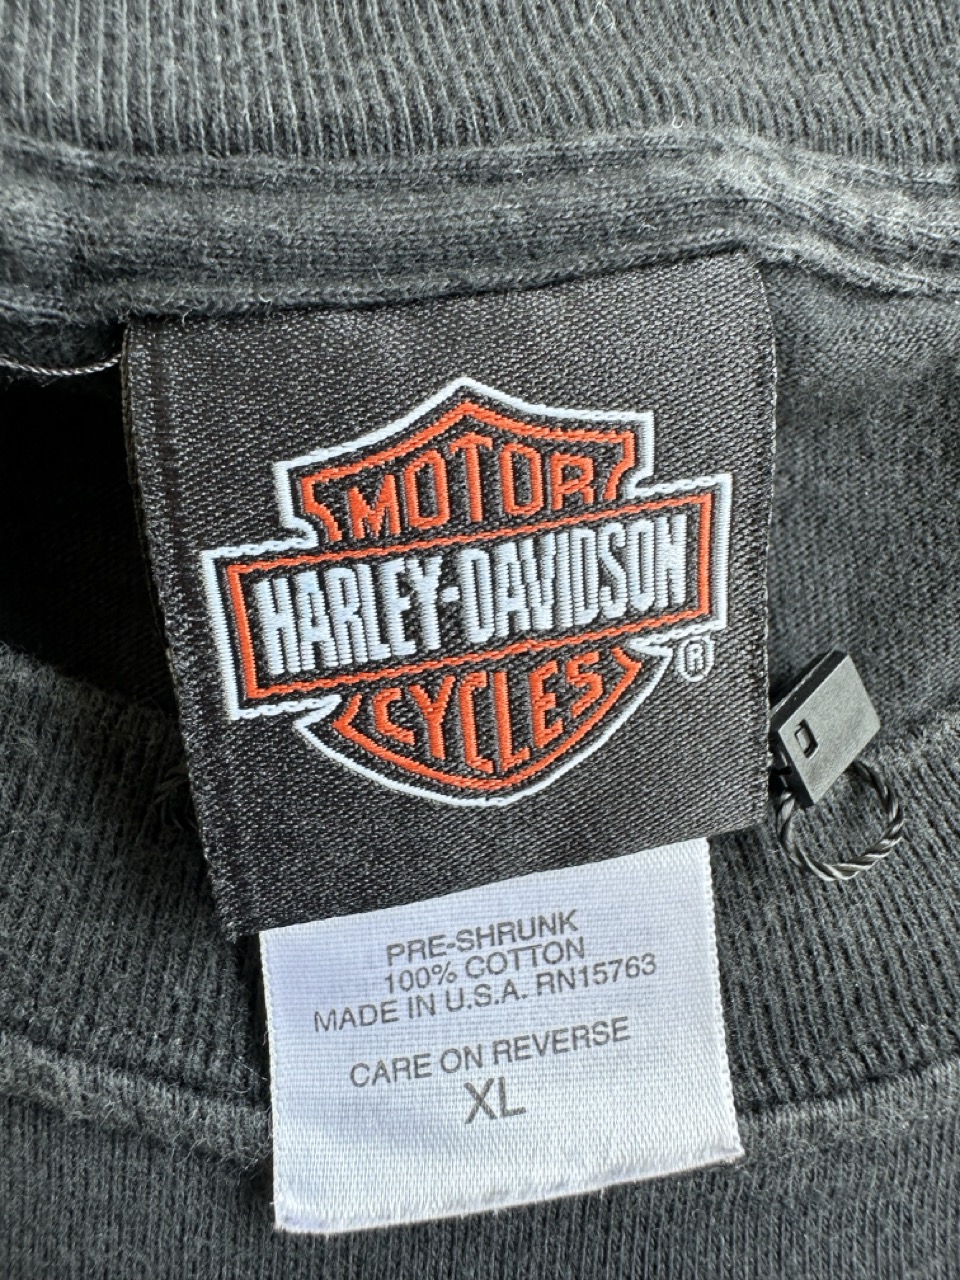 MOTOR
HARLEY-DAVIDSON
CYCLES
®
PRE-SHRUNK
100% COTTON
MADE IN U.S.A. RN15763
CARE ON REVERSE
XL